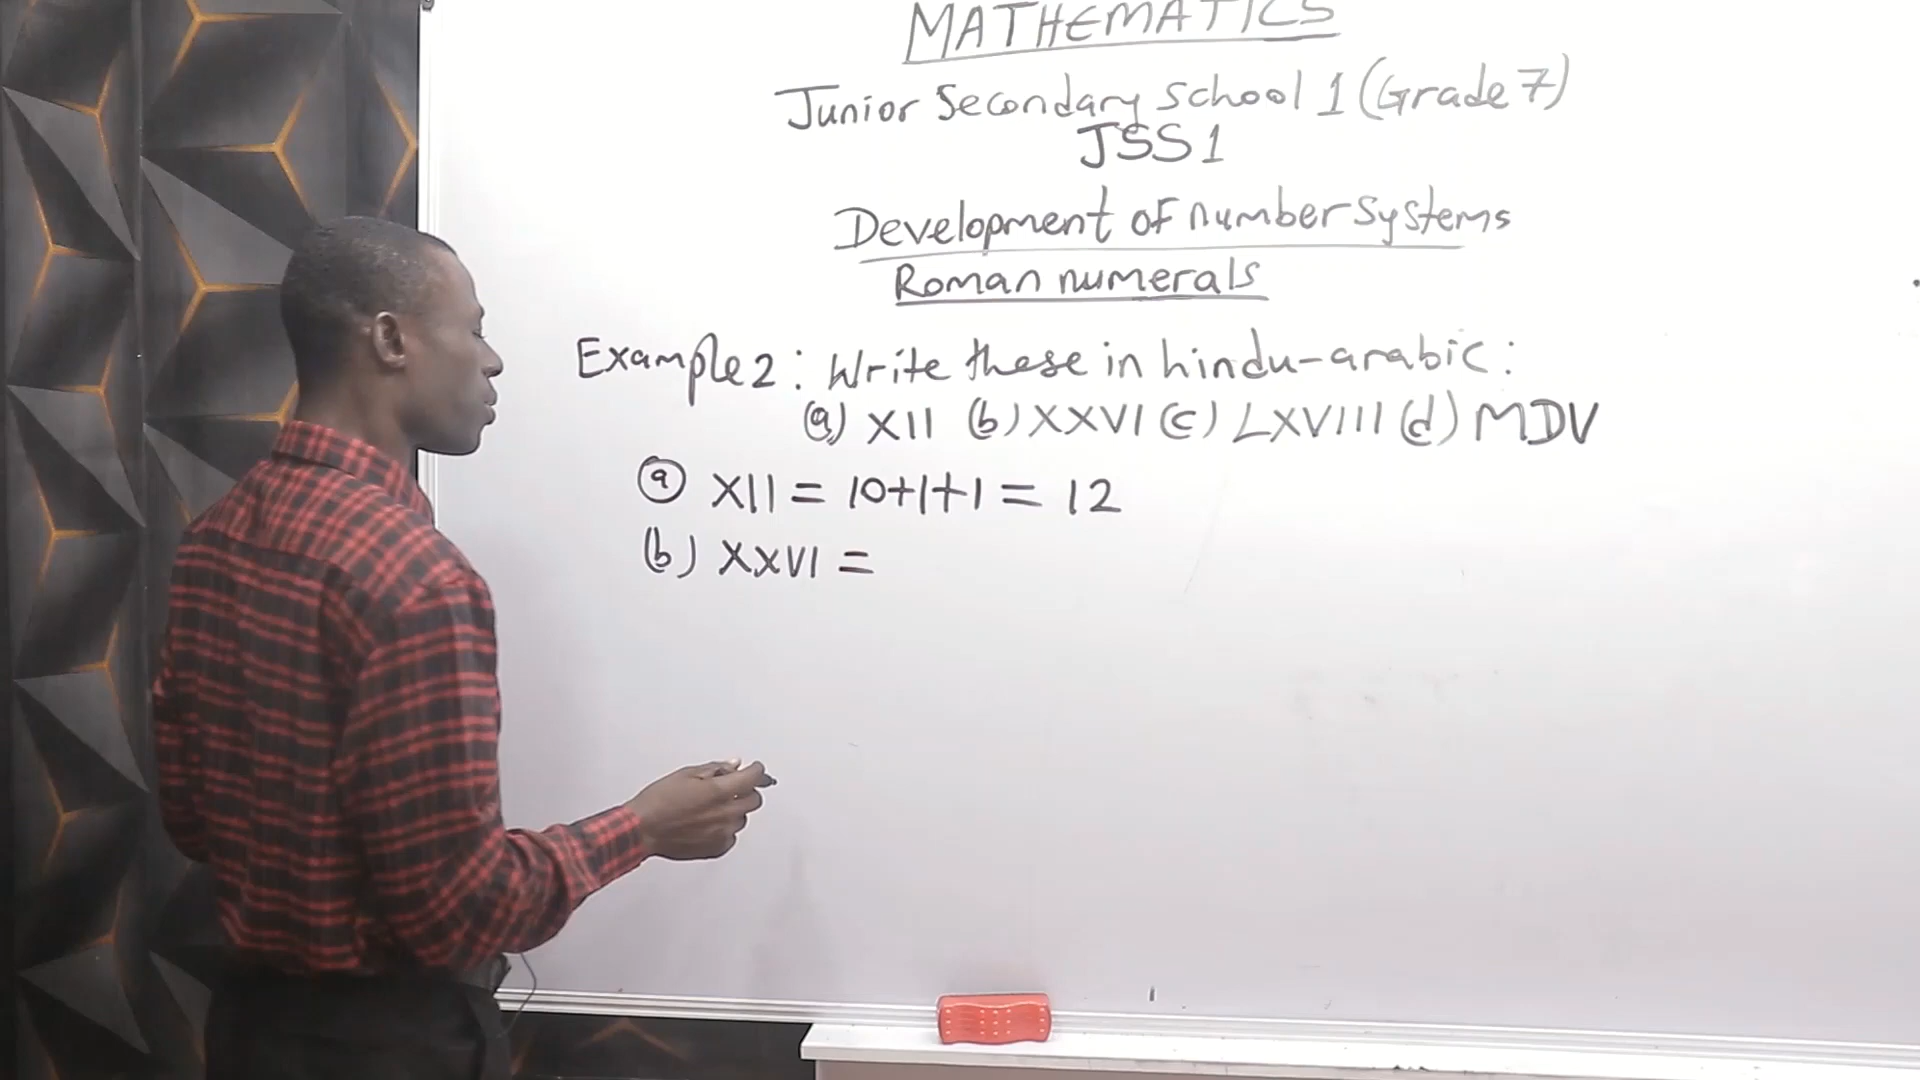 MATHEMATICS
Junior Secondary School 1 (Grade 7)
JSS 1
Development of number systems
Roman numerals
Example 2: Write these in hindu-arabic:
(a) XII (b) XXVI (c) LXVIII (d) MDV
(a) XII = 10+1+1 = 12
(b) XXVI =